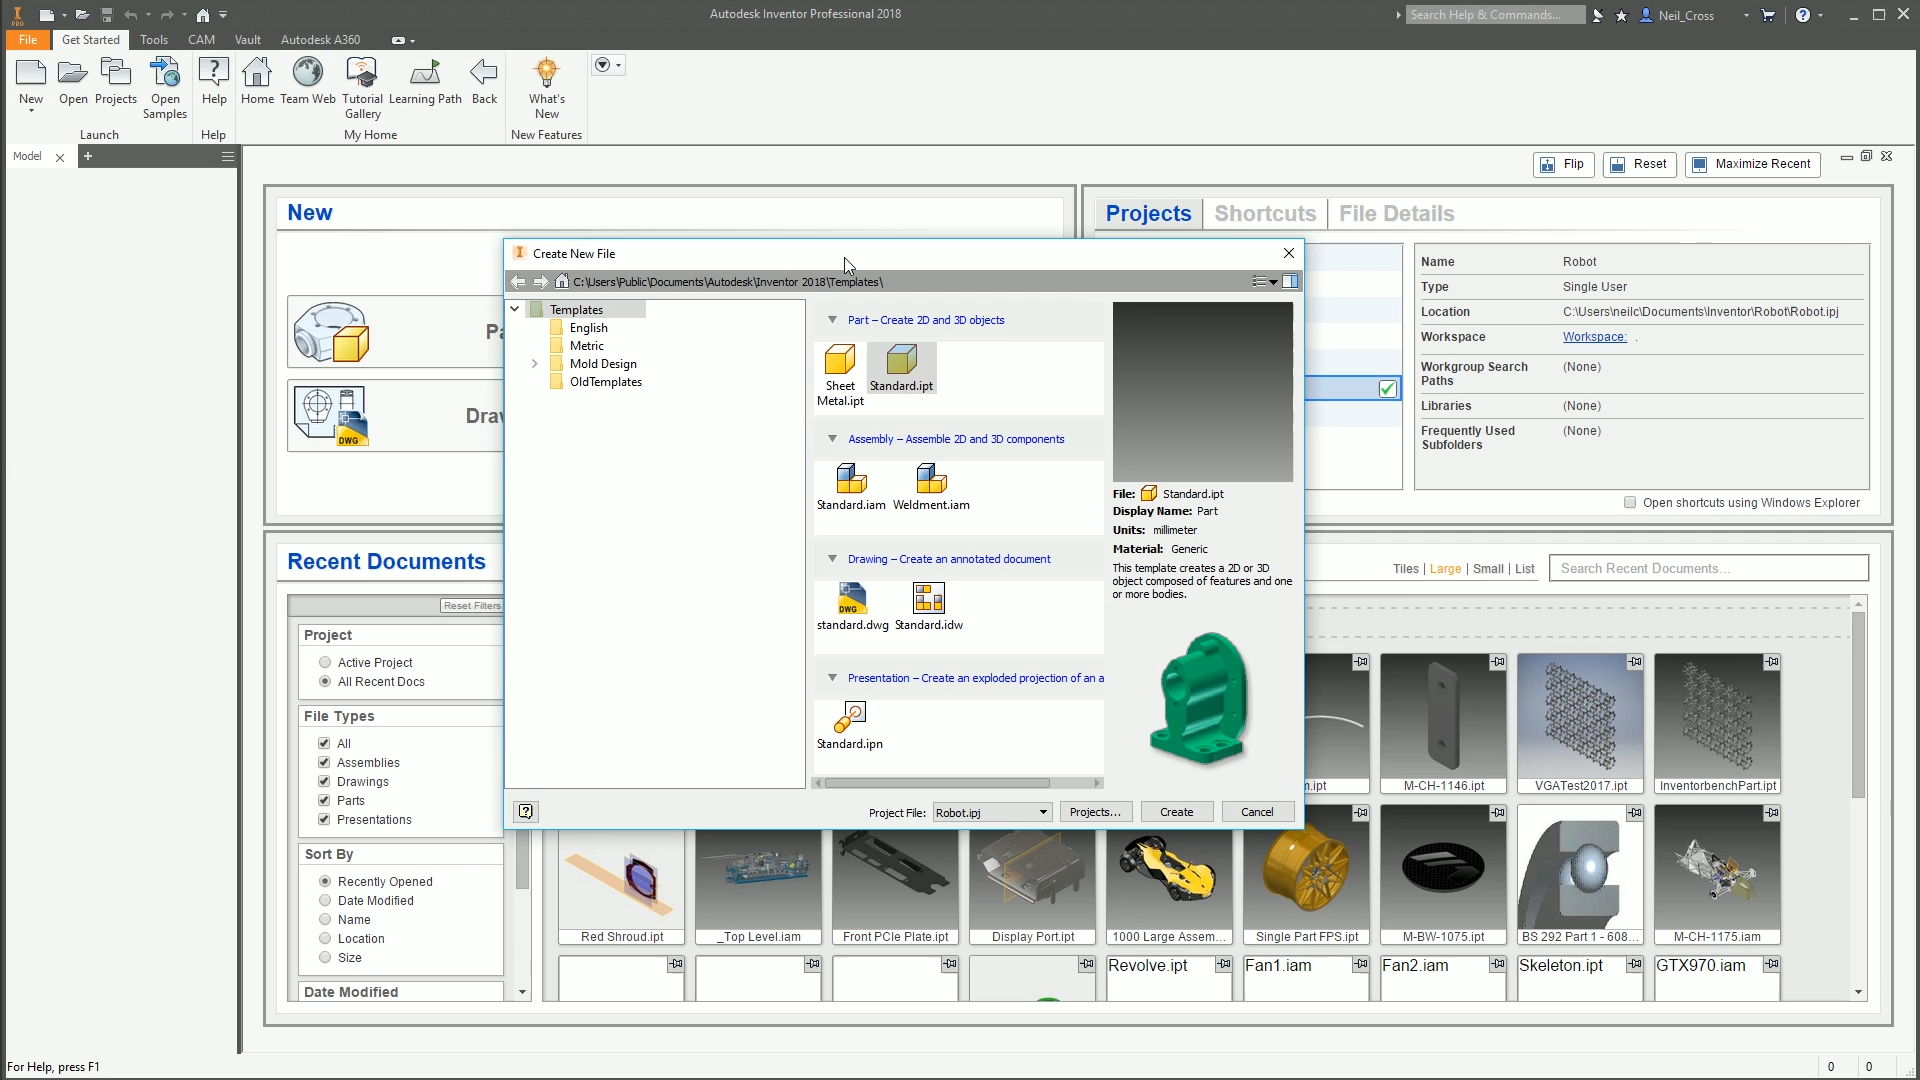 PRO
Autodesk Inventor Professional 2018
Search Help & Commands...
Neil_Cross
File
Get Started
Tools
CAM
Vault
Autodesk A360
New
Open
Projects
Open Samples
Help
Home
Team Web
Tutorial Gallery
Learning Path
Back
What's New
Launch
Help
My Home
New Features
Model
Flip
Reset
Maximize Recent
New
Projects
Shortcuts
File Details
Create New File
C:\Users\Public\Documents\Autodesk\Inventor 2018\Templates\
Templates
English
Metric
Mold Design
OldTemplates
Part – Create 2D and 3D objects
Sheet Metal.ipt
Standard.ipt
Assembly – Assemble 2D and 3D components
Standard.iam
Weldment.iam
Drawing – Create an annotated document
DWG
standard.dwg
Standard.idw
Presentation – Create an exploded projection of an a
Standard.ipn
File: Standard.ipt
Display Name: Part
Units: millimeter
Material: Generic
This template creates a 2D or 3D
object composed of features and one
or more bodies.
Project File:
Robot.ipj
Projects...
Create
Cancel
Pa
Drav
DWG
Name Robot
Type Single User
Location C:\Users\neilc\Documents\Inventor\Robot\Robot.ipj
Workspace Workspace: .
Workgroup Search Paths (None)
Libraries (None)
Frequently Used Subfolders (None)
Open shortcuts using Windows Explorer
Recent Documents
Tiles | Large | Small | List
Search Recent Documents...
Reset Filters
Project
Active Project
All Recent Docs
File Types
All
Assemblies
Drawings
Parts
Presentations
Sort By
Recently Opened
Date Modified
Name
Location
Size
Date Modified
m.ipt
M-CH-1146.ipt
VGATest2017.ipt
InventorbenchPart.ipt
Red Shroud.ipt
_Top Level.iam
Front PCIe Plate.ipt
Display Port.ipt
1000 Large Assem...
Single Part FPS.ipt
M-BW-1075.ipt
BS 292 Part 1 - 608...
M-CH-1175.iam
Revolve.ipt
Fan1.iam
Fan2.iam
Skeleton.ipt
GTX970.iam
For Help, press F1
0
0